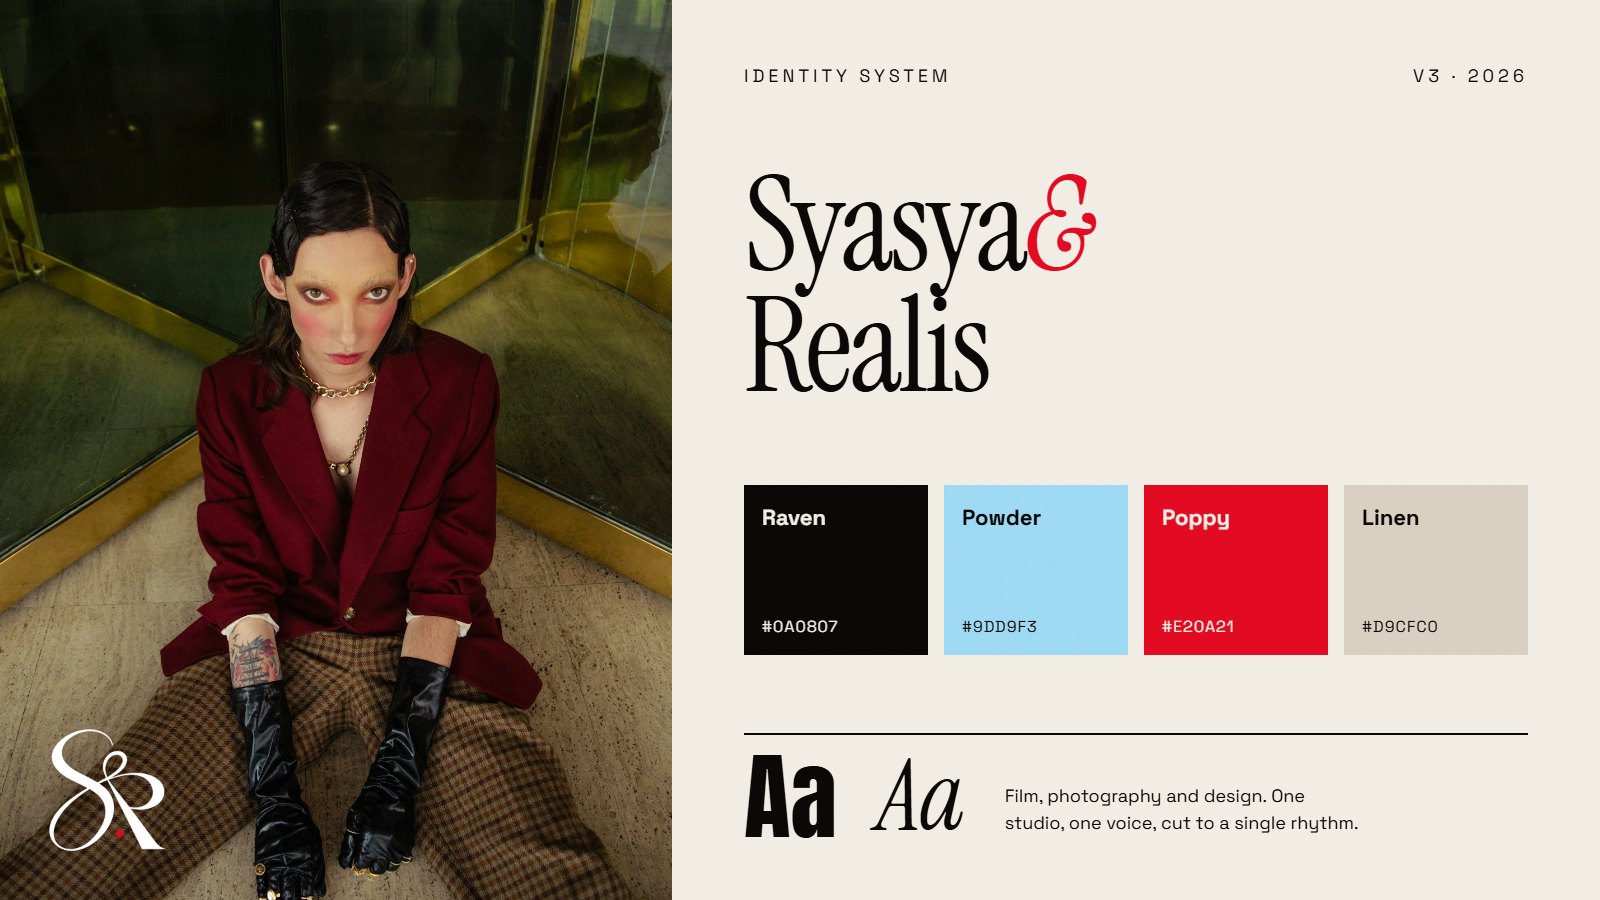 IDENTITY SYSTEM
V3 · 2026
Syasya&
Realis
Raven
Powder
Poppy
Linen
#0A0807
#9DD9F3
#E20A21
#D9CFC0
Aa
Aa
Film, photography and design. One
studio, one voice, cut to a single rhythm.
SR